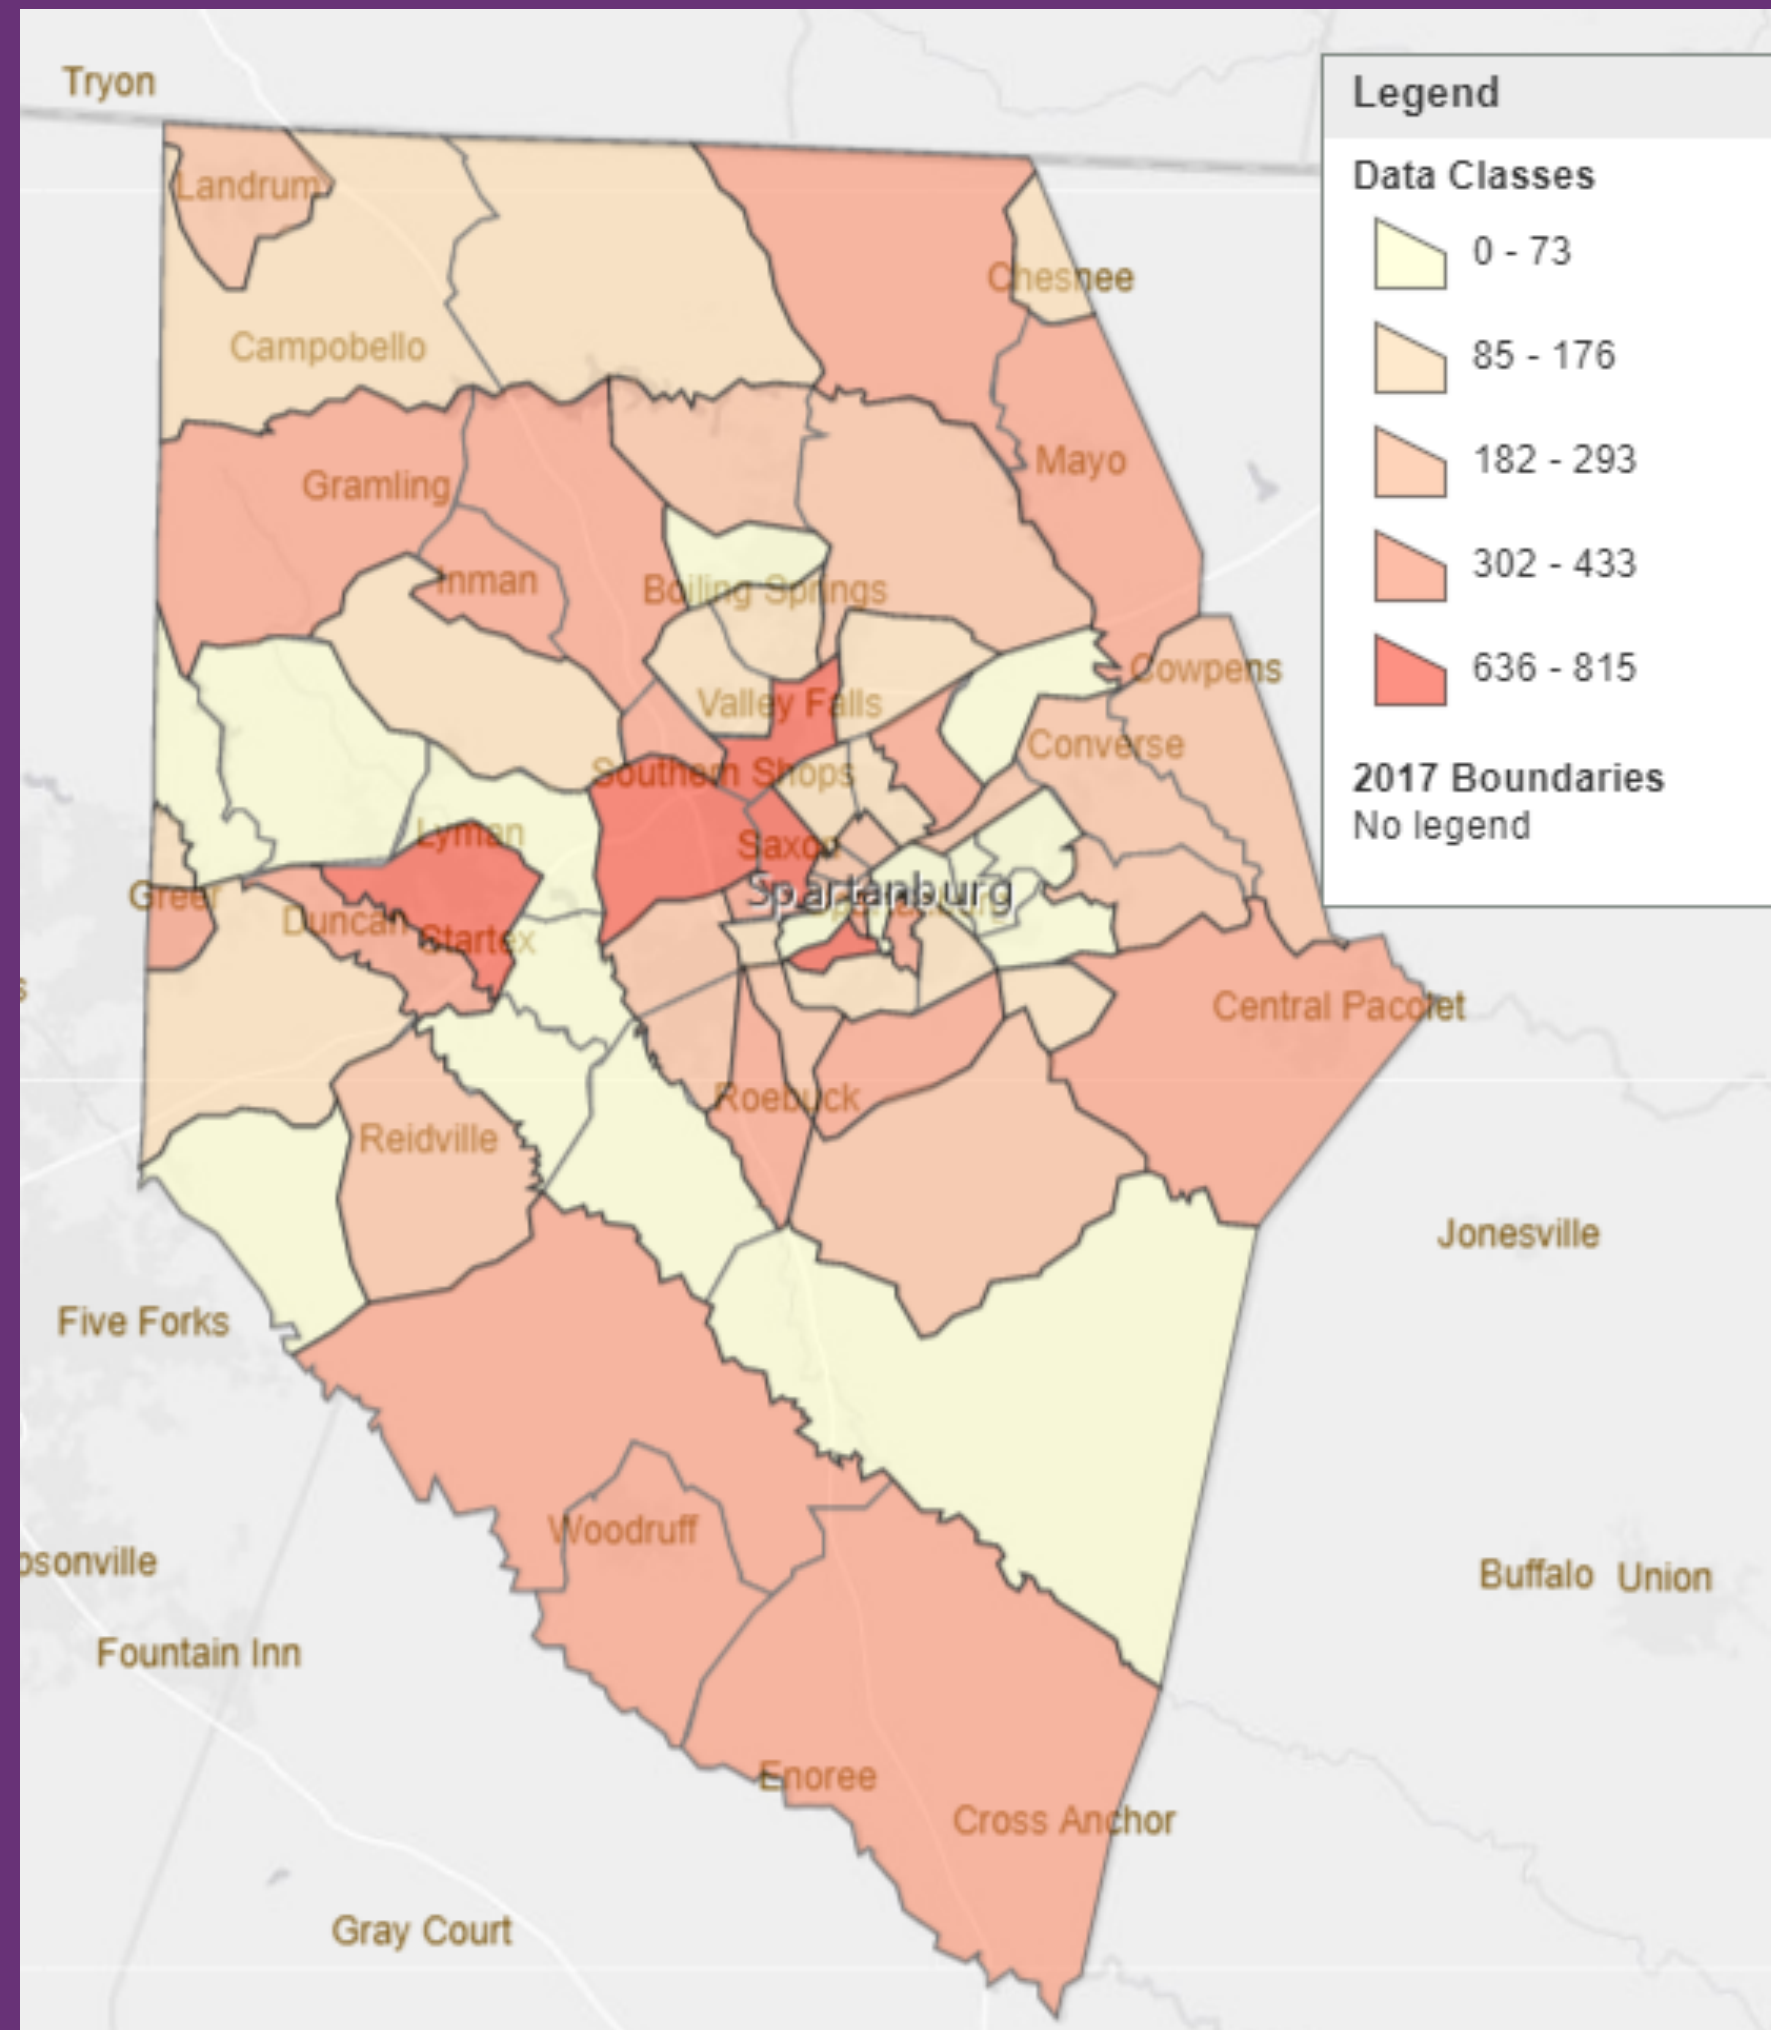 Tryon
Legend
Data Classes
0 - 73
85 - 176
182 - 293
302 - 433
636 - 815
2017 Boundaries
No legend
Landrum
Chesnee
Campobello
Mayo
Gramling
Inman
Boiling Springs
Cowpens
Valley Falls
Converse
Southern Shops
Lyman
Saxon
Spartanburg
Greer
Duncan
Startex
Central Pacolet
Roebuck
Reidville
Jonesville
Five Forks
Woodruff
osonville
Buffalo Union
Fountain Inn
Enoree
Cross Anchor
Gray Court